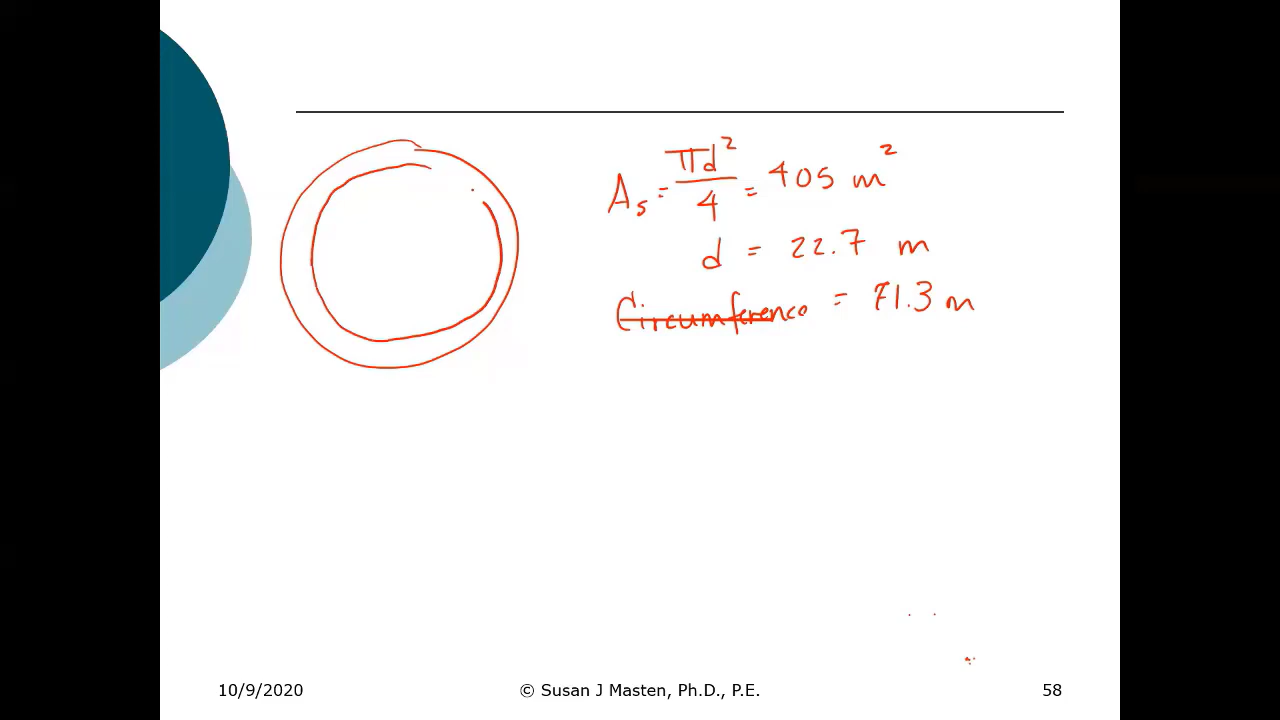 As = πd²/4 = 405 m²
d = 22.7 m
Circumference = 71.3 m
10/9/2020
© Susan J Masten, Ph.D., P.E.
58